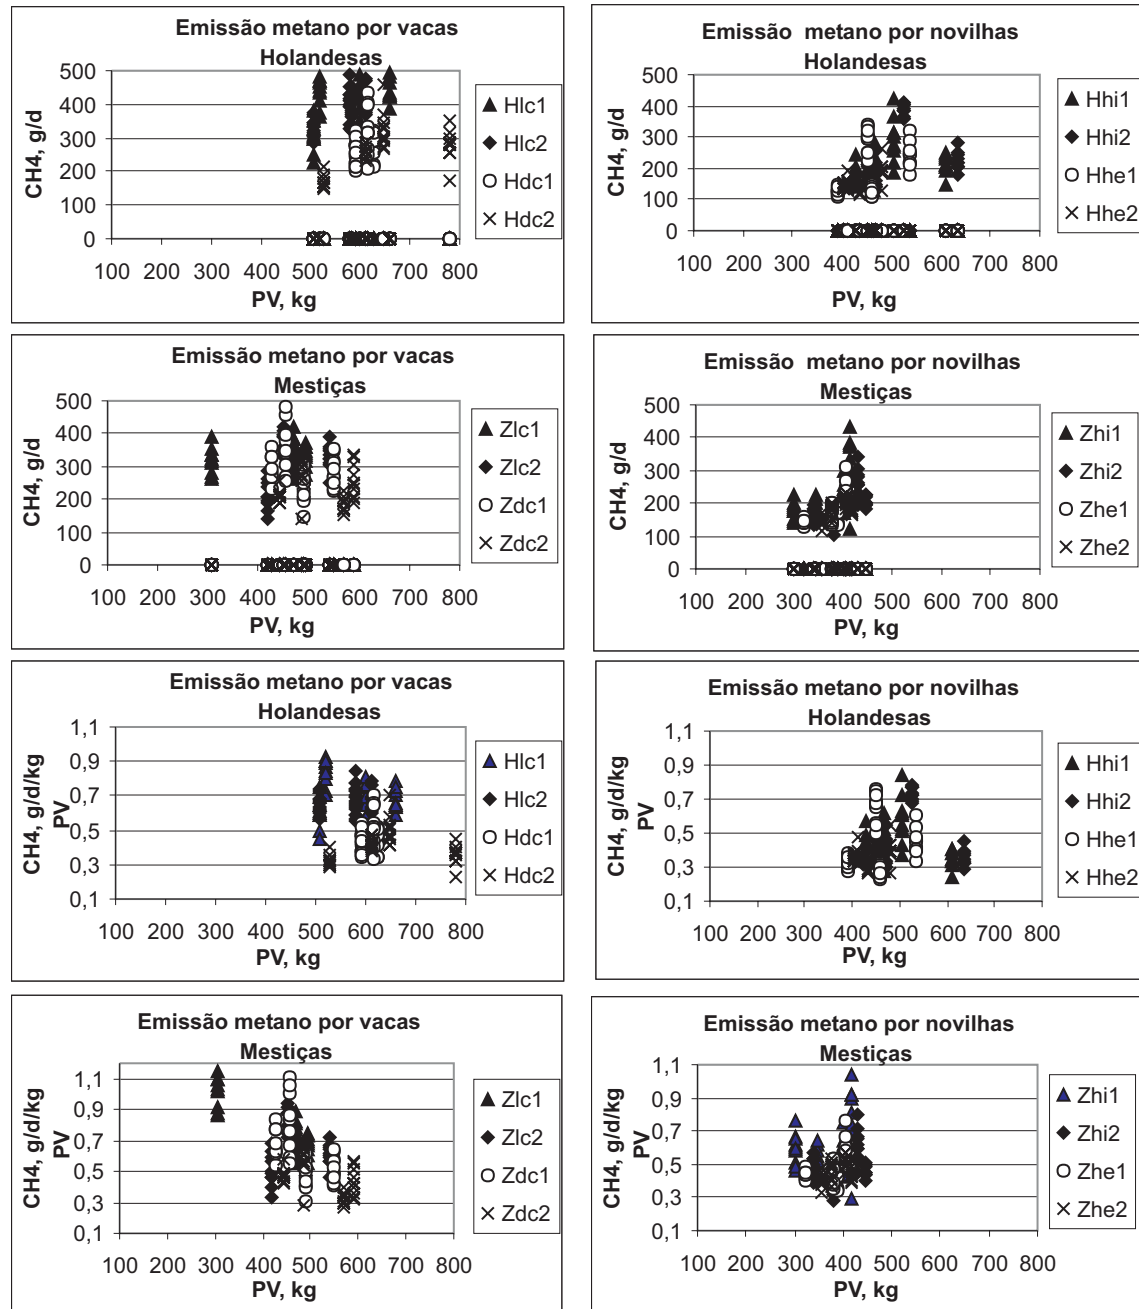 Emissão metano por vacas
Holandesas
500
400
300
200
100
0
100 200 300 400 500 600 700 800
CH4, g/d
PV, kg
Hlc1
Hlc2
Hdc1
Hdc2
Emissão metano por novilhas
Holandesas
500
400
300
200
100
0
100 200 300 400 500 600 700 800
CH4, g/d
PV, kg
Hhi1
Hhi2
Hhe1
Hhe2
Emissão metano por vacas
Mestiças
500
400
300
200
100
0
100 200 300 400 500 600 700 800
CH4, g/d
PV, kg
Zlc1
Zlc2
Zdc1
Zdc2
Emissão metano por novilhas
Mestiças
500
400
300
200
100
0
100 200 300 400 500 600 700 800
CH4, g/d
PV, kg
Zhi1
Zhi2
Zhe1
Zhe2
Emissão metano por vacas
Holandesas
1,1
0,9
0,7
0,5
0,3
0,1
100 200 300 400 500 600 700 800
CH4, g/d/kg
PV
PV, kg
Hlc1
Hlc2
Hdc1
Hdc2
Emissão metano por novilhas
Holandesas
1,1
0,9
0,7
0,5
0,3
0,1
100 200 300 400 500 600 700 800
CH4, g/d/kg
PV
PV, kg
Hhi1
Hhi2
Hhe1
Hhe2
Emissão metano por vacas
Mestiças
1,1
0,9
0,7
0,5
0,3
0,1
100 200 300 400 500 600 700 800
CH4, g/d/kg
PV
PV, kg
Zlc1
Zlc2
Zdc1
Zdc2
Emissão metano por novilhas
Mestiças
1,1
0,9
0,7
0,5
0,3
0,1
100 200 300 400 500 600 700 800
CH4, g/d/kg
PV
PV, kg
Zhi1
Zhi2
Zhe1
Zhe2